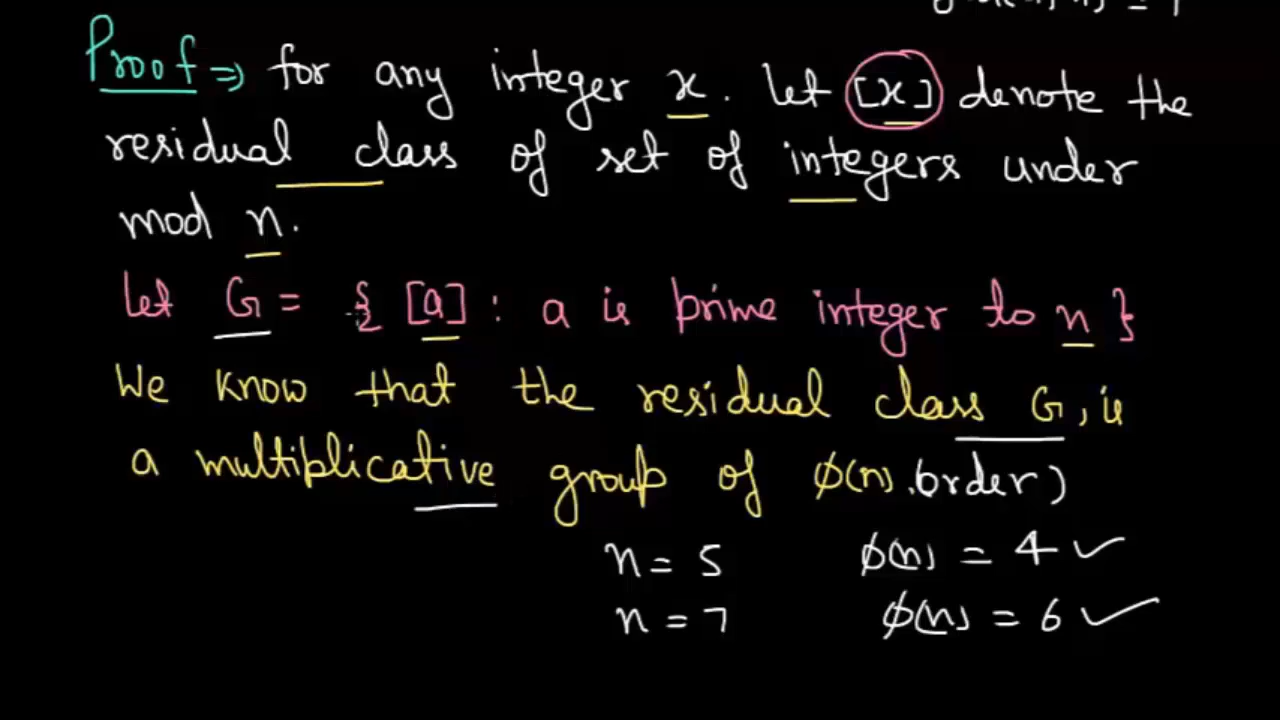 Proof ⇒ for any integer x. Let [x] denote the
residual class of set of integers under
mod n.
Let G = { [a] : a is prime integer to n }
We know that the residual class G, is
a multiplicative group of ϕ(n).order)
n = 5 ϕ(n) = 4 ✓
n = 7 ϕ(n) = 6 ✓